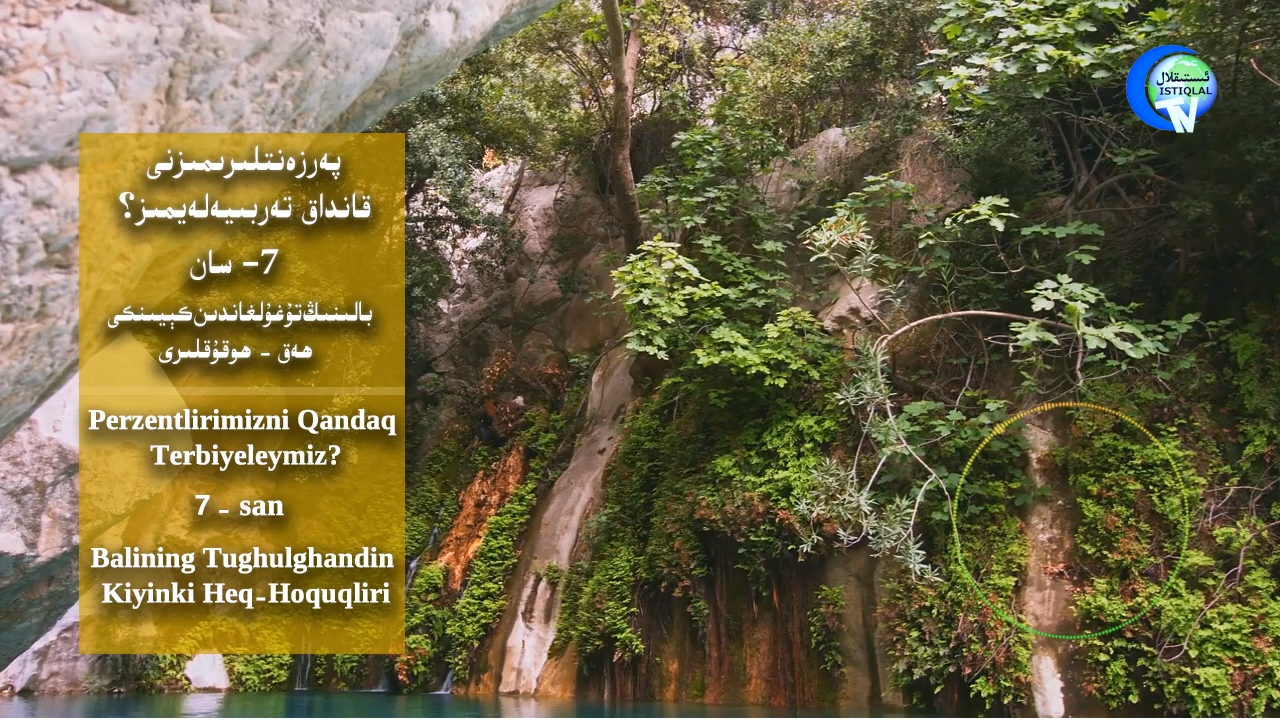 پەرزەنتلىرىمىزنى
قانداق تەربىيەلەيمىز؟
7- سان
بالىنىڭ تۇغۇلغاندىن كېيىنكى
ھەق - ھوقۇقلىرى
Perzentlirimizni Qandaq
Terbiyeleymiz?
7 - san
Balining Tughulghandin
Kiyinki Heq-Hoquqliri
ئىستىقلال
ISTIQLAL
TV